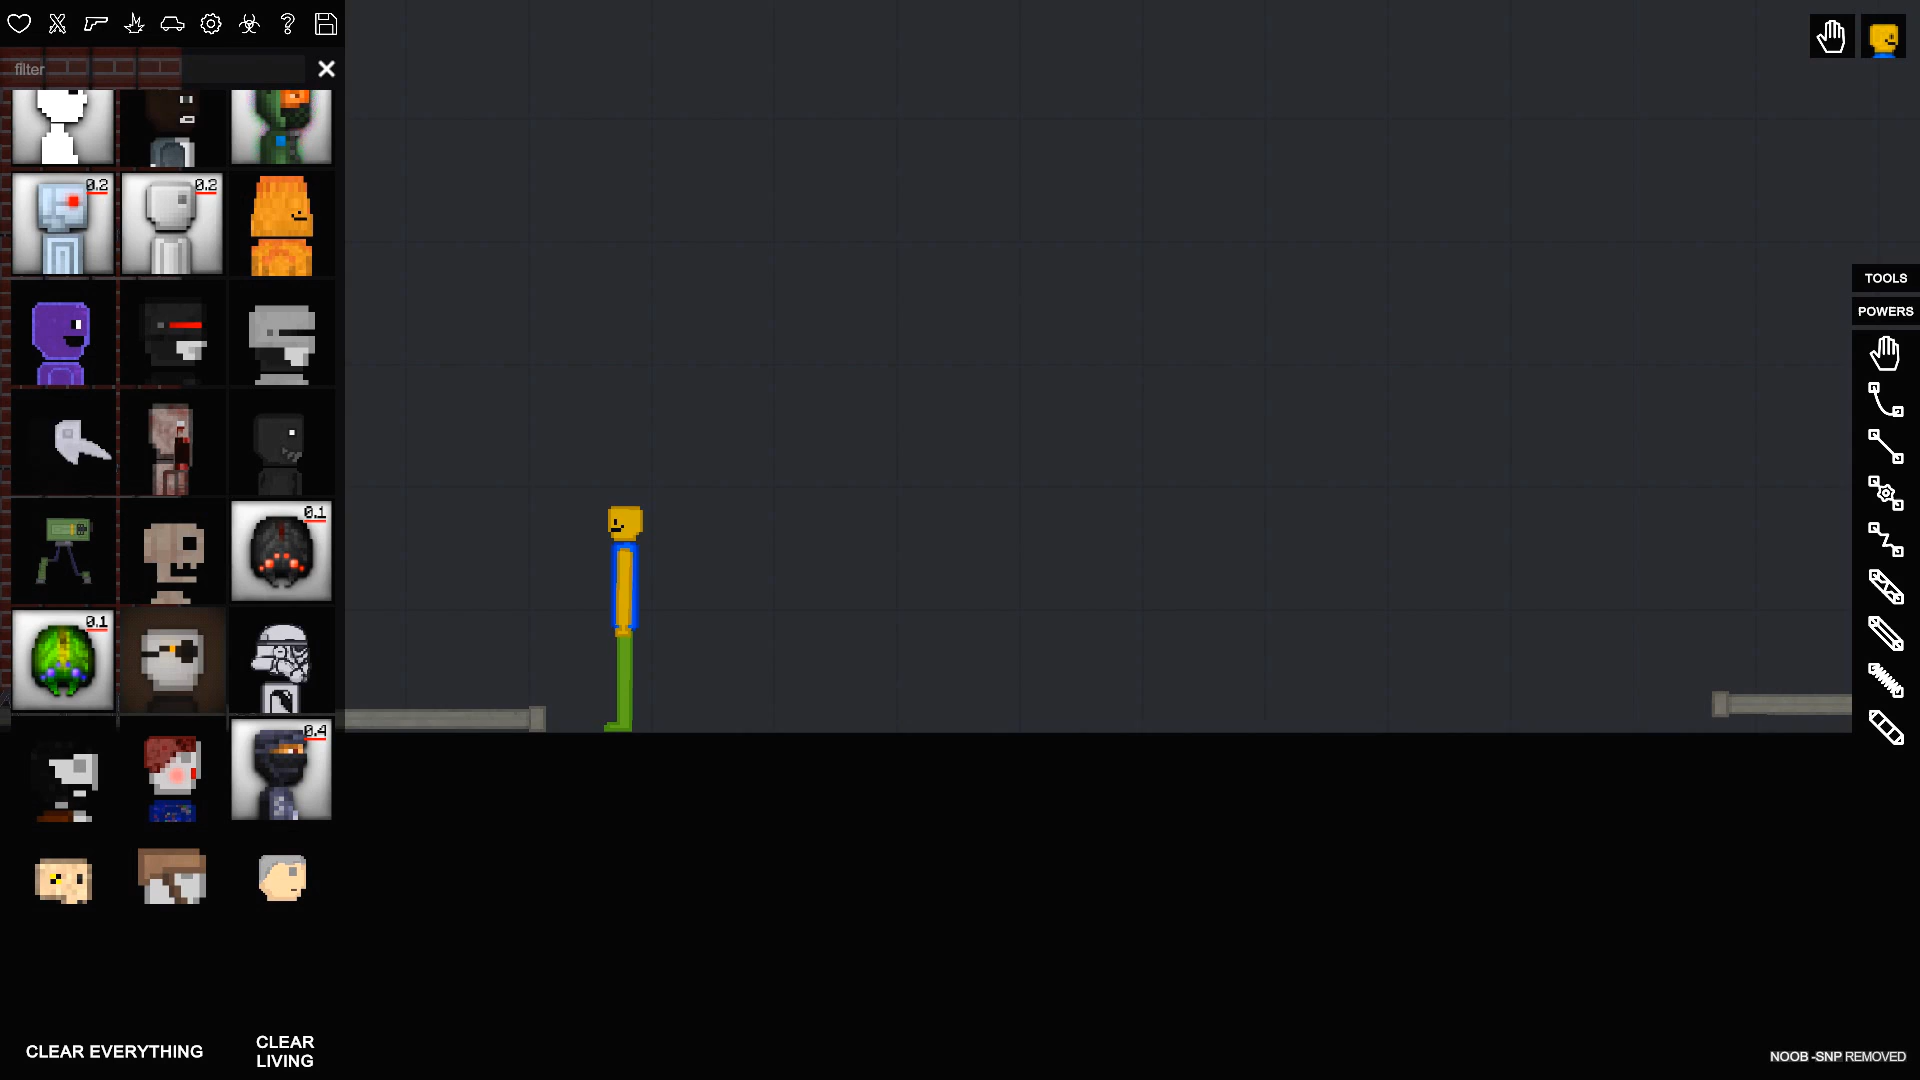 filter
0.2
0.2
0.1
0.1
0.4
TOOLS
POWERS
CLEAR EVERYTHING
CLEAR
LIVING
NOOB -SNP REMOVED